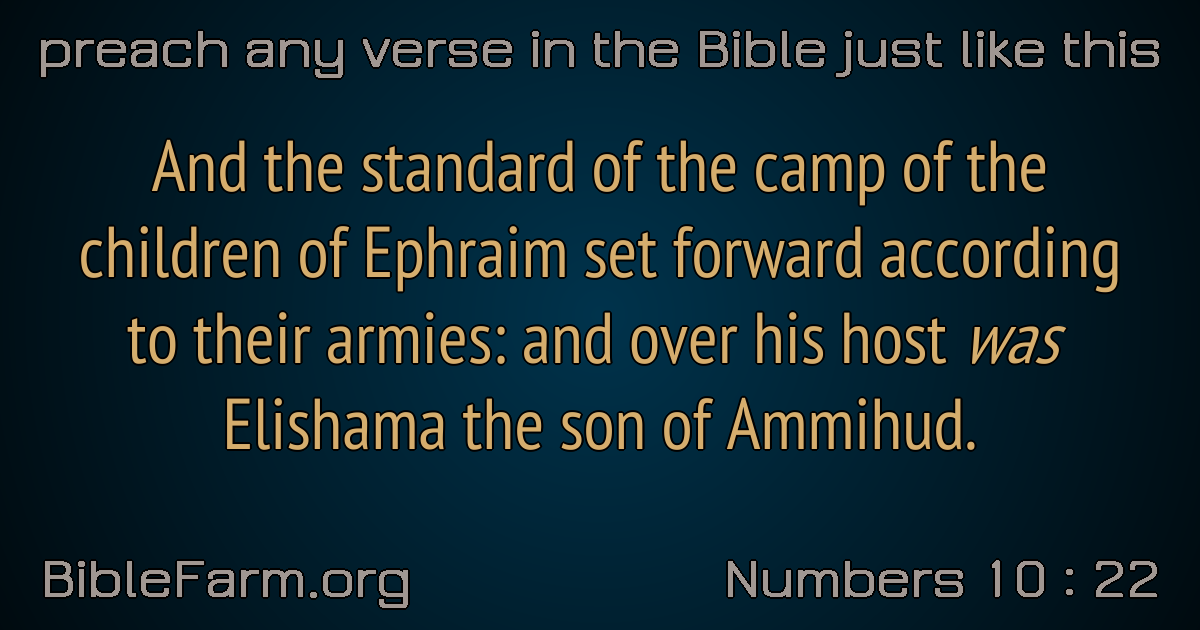 preach any verse in the Bible just like this
And the standard of the camp of the
children of Ephraim set forward according
to their armies: and over his host was
Elishama the son of Ammihud.
BibleFarm.org
Numbers 10 : 22